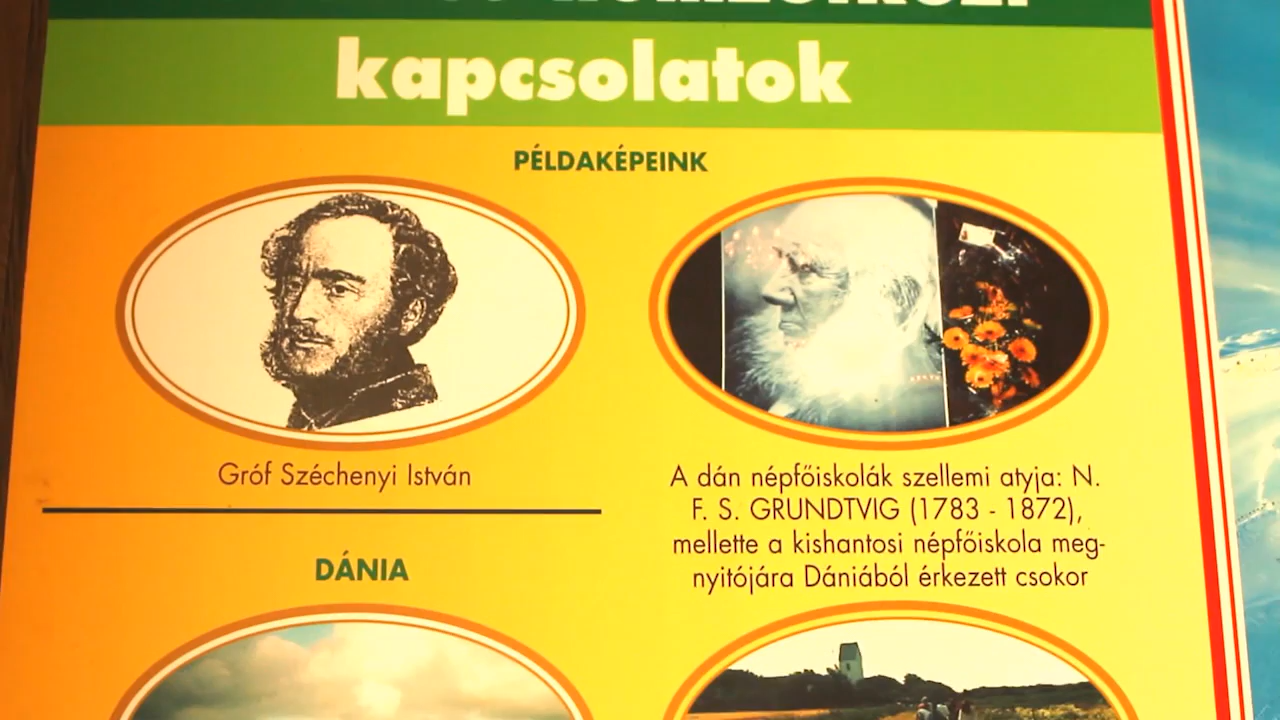 kapcsolatok
PÉLDAKÉPEINK
Gróf Széchenyi István
A dán népfőiskolák szellemi atyja: N.
F. S. GRUNDTVIG (1783 - 1872),
mellette a kishantosi népfőiskola meg-
nyitójára Dániából érkezett csokor
DÁNIA